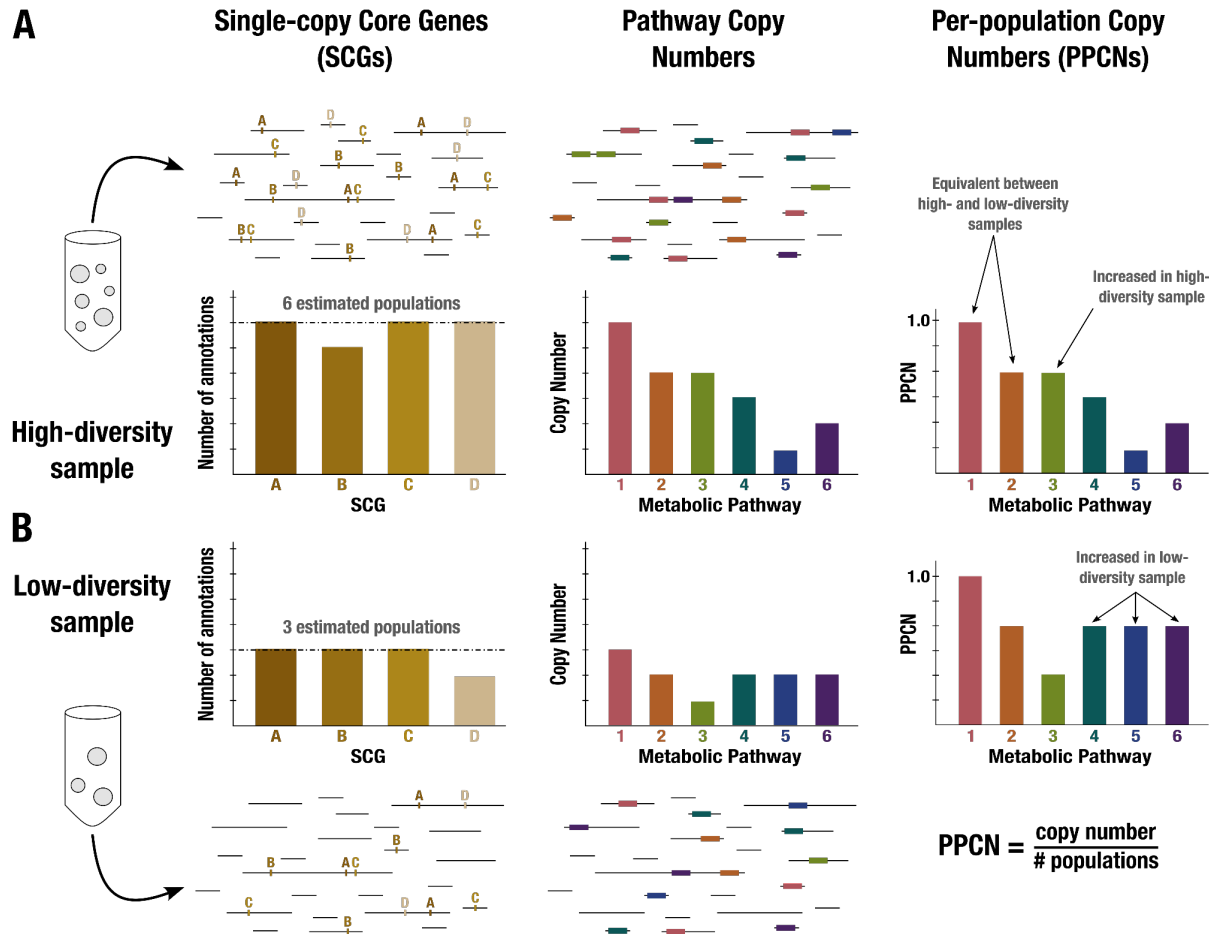 A
Single-copy Core Genes
(SCGs)
Pathway Copy
Numbers
Per-population Copy
Numbers (PPCNs)
D
A
C
A
D
C
B
D
A
D
B
B
A
C
A
C
D
B
C
B
D
A
C
Equivalent between
high- and low-diversity
samples
Increased in high-
diversity sample
High-diversity
sample
Number of annotations
6 estimated populations
A
B
C
D
SCG
Copy Number
1
2
3
4
5
6
Metabolic Pathway
PPCN
1.0
1
2
3
4
5
6
Metabolic Pathway
B
Low-diversity
sample
Number of annotations
3 estimated populations
A
B
C
D
SCG
Copy Number
1
2
3
4
5
6
Metabolic Pathway
PPCN
1.0
Increased in low-
diversity sample
1
2
3
4
5
6
Metabolic Pathway
A
D
B
B
A
C
C
D
A
C
B
PPCN = copy number
# populations